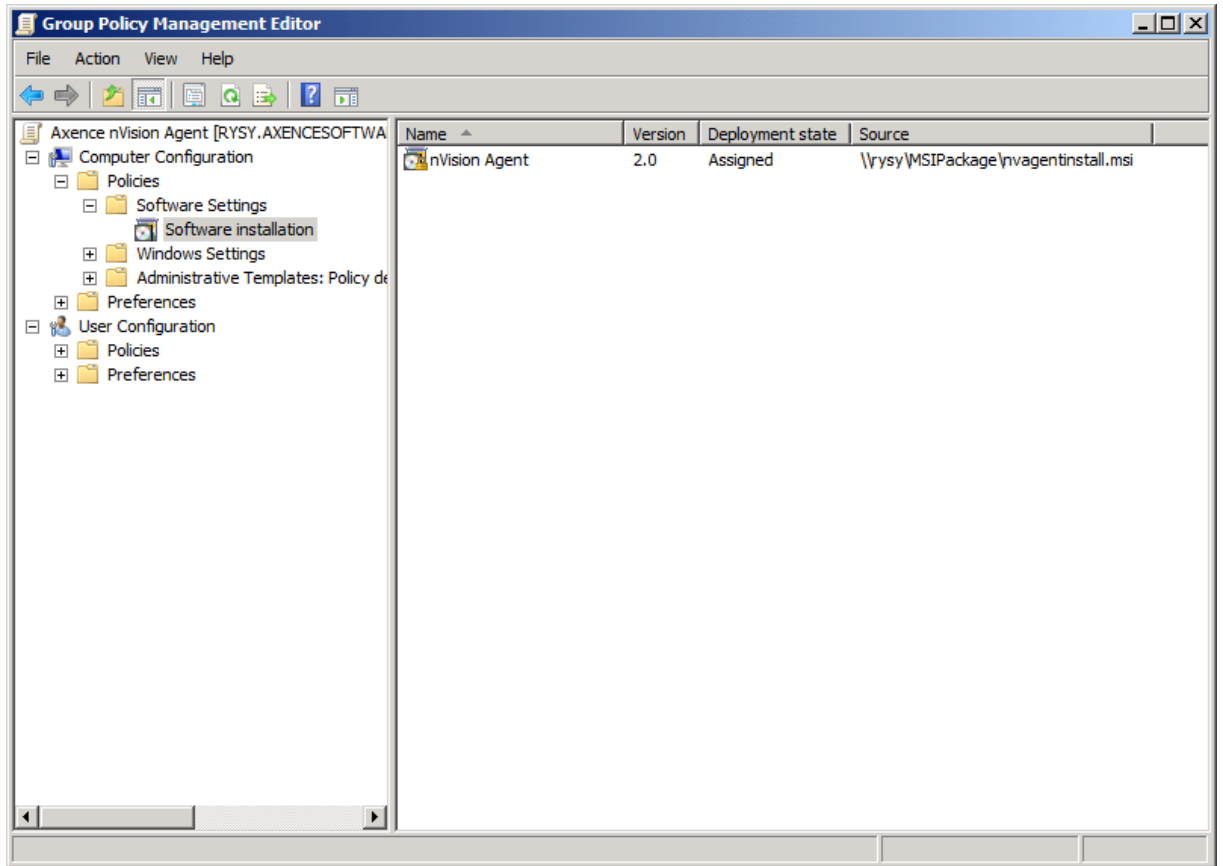 Group Policy Management Editor
File Action View Help
Axence nVision Agent [RYSY.AXENCESOFTWA
Computer Configuration
Policies
Software Settings
Software installation
Windows Settings
Administrative Templates: Policy de
Preferences
User Configuration
Policies
Preferences
Name Version Deployment state Source
nVision Agent 2.0 Assigned \\rysy\MSIPackage\nvagentinstall.msi